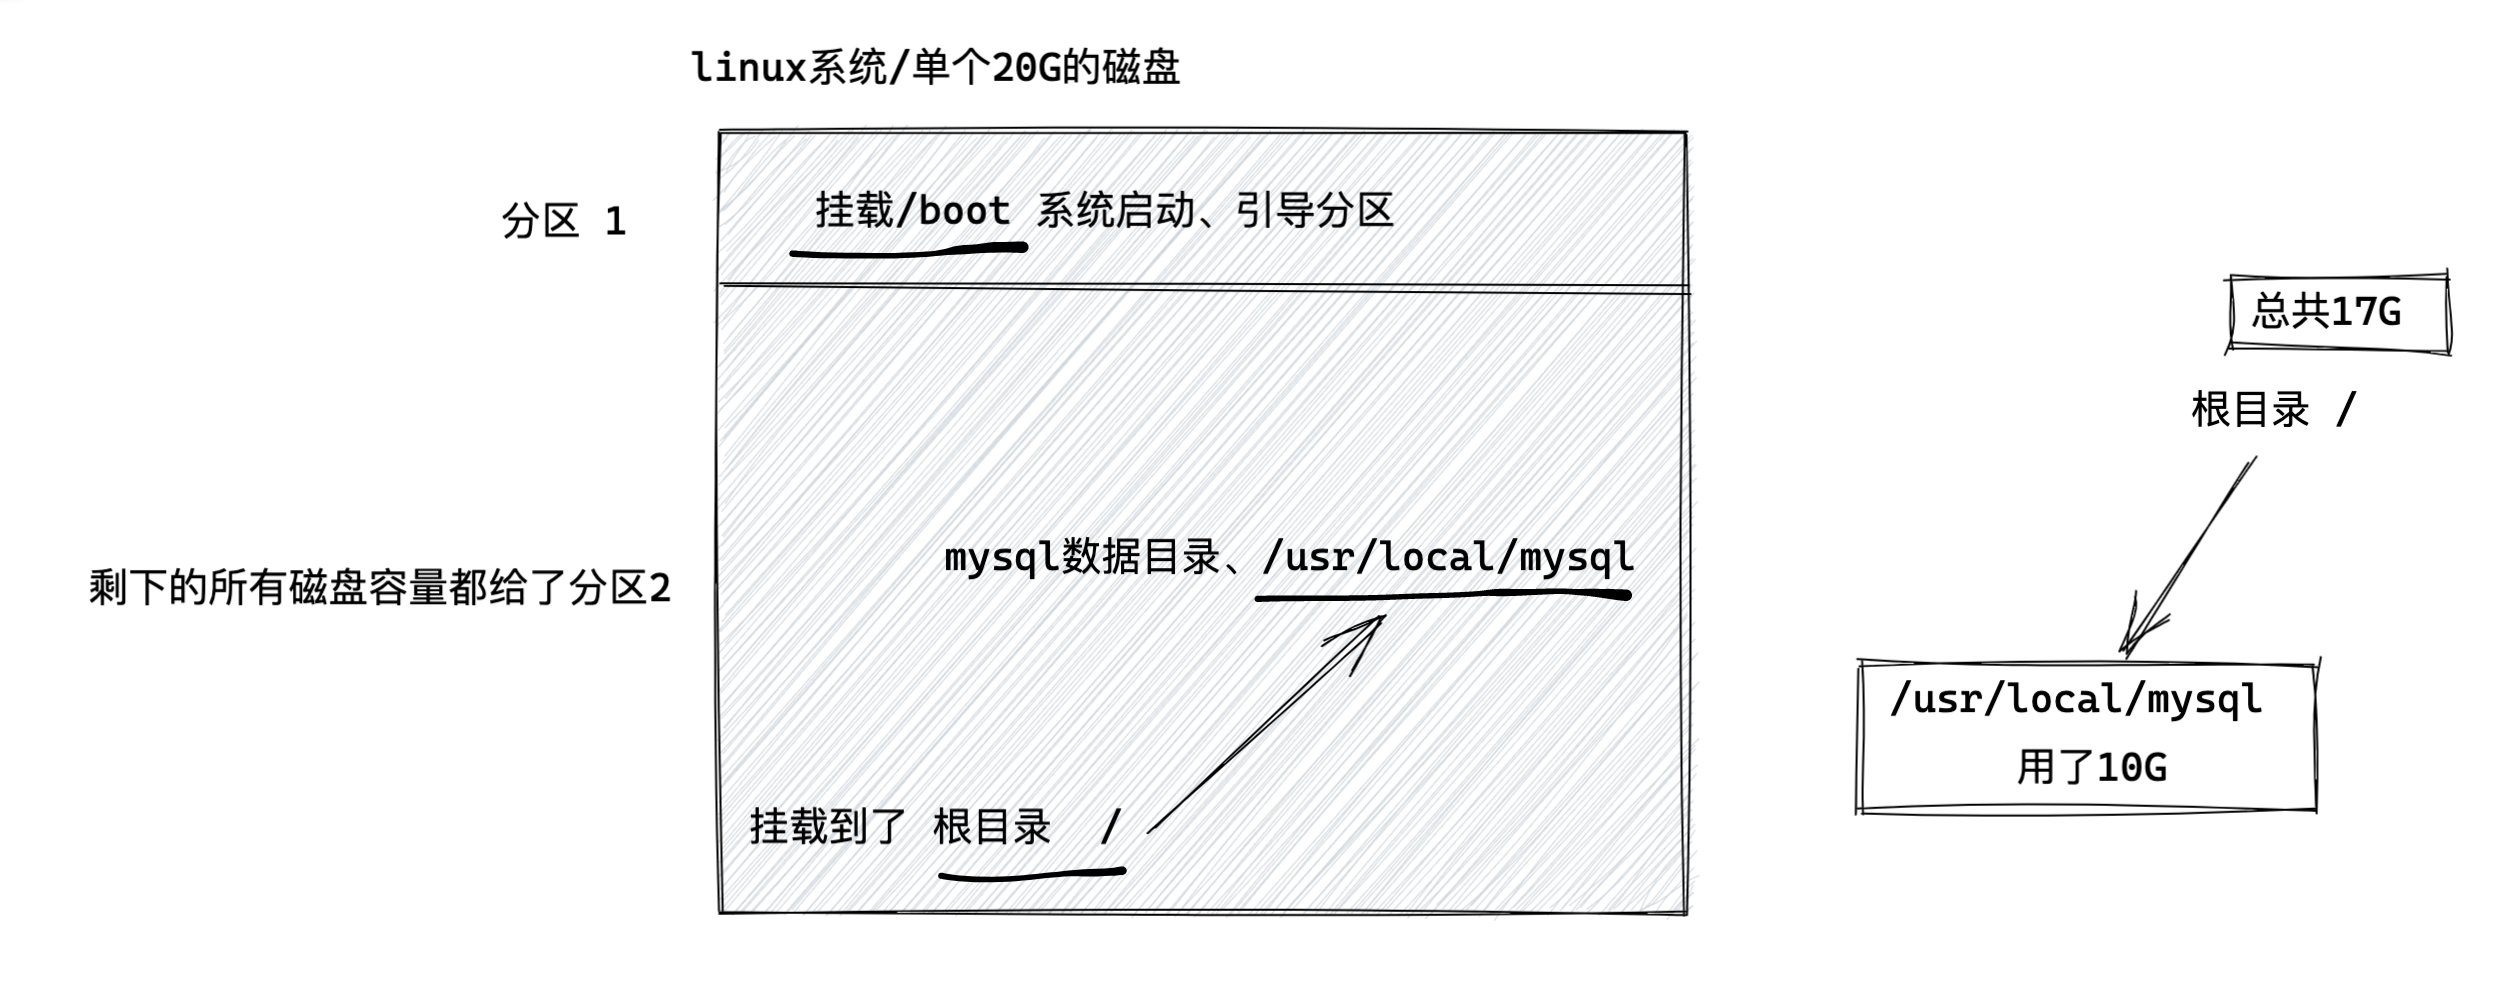 linux系统/单个20G的磁盘
分区 1
挂载/boot 系统启动、引导分区
总共17G
根目录 /
mysql数据目录、/usr/local/mysql
剩下的所有磁盘容量都给了分区2
/usr/local/mysql
用了10G
挂载到了 根目录 /